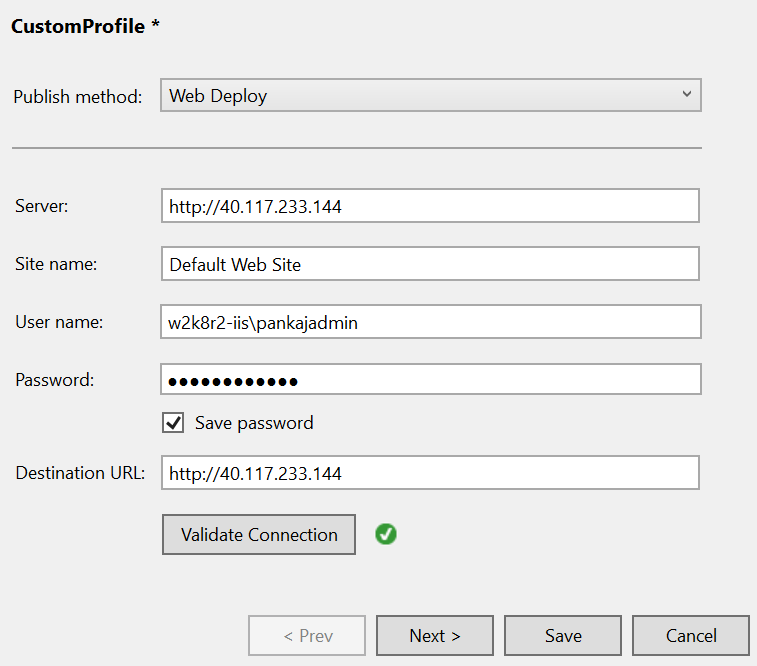 CustomProfile *
Publish method: Web Deploy
Server: http://40.117.233.144
Site name: Default Web Site
User name: w2k8r2-iis\pankajadmin
Password: ●●●●●●●●●●●●
Save password
Destination URL: http://40.117.233.144
Validate Connection
< Prev Next > Save Cancel